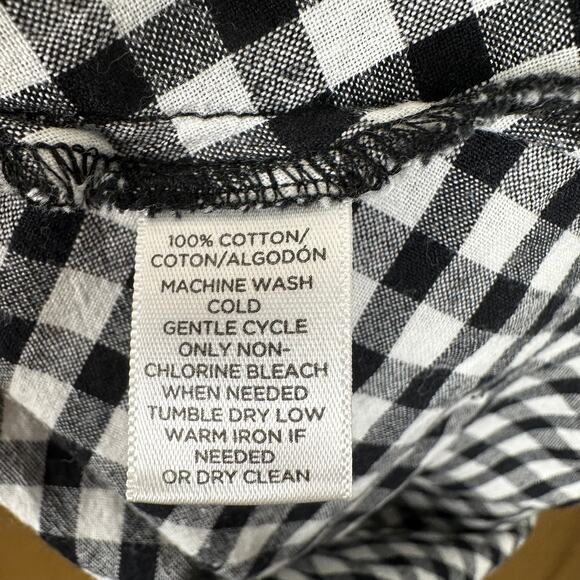 100% COTTON/
COTON/ALGODÓN
MACHINE WASH
COLD
GENTLE CYCLE
ONLY NON-
CHLORINE BLEACH
WHEN NEEDED
TUMBLE DRY LOW
WARM IRON IF
NEEDED
OR DRY CLEAN